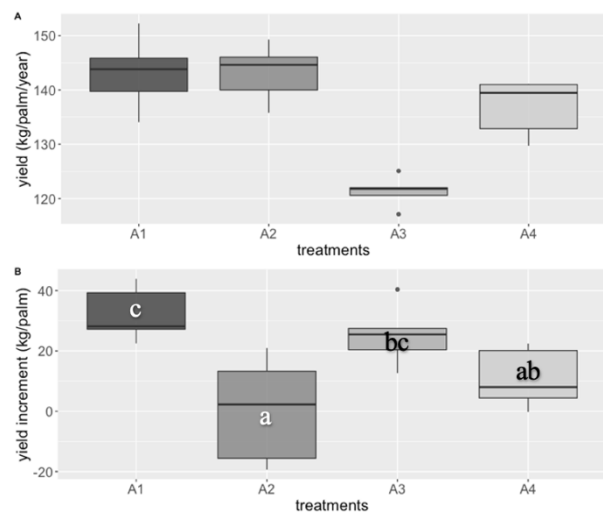 A
yield (kg/palm/year)
150
140
130
120
A1 A2 A3 A4
treatments
B
yield increment (kg/palm)
40
20
0
-20
c
a
bc
ab
A1 A2 A3 A4
treatments